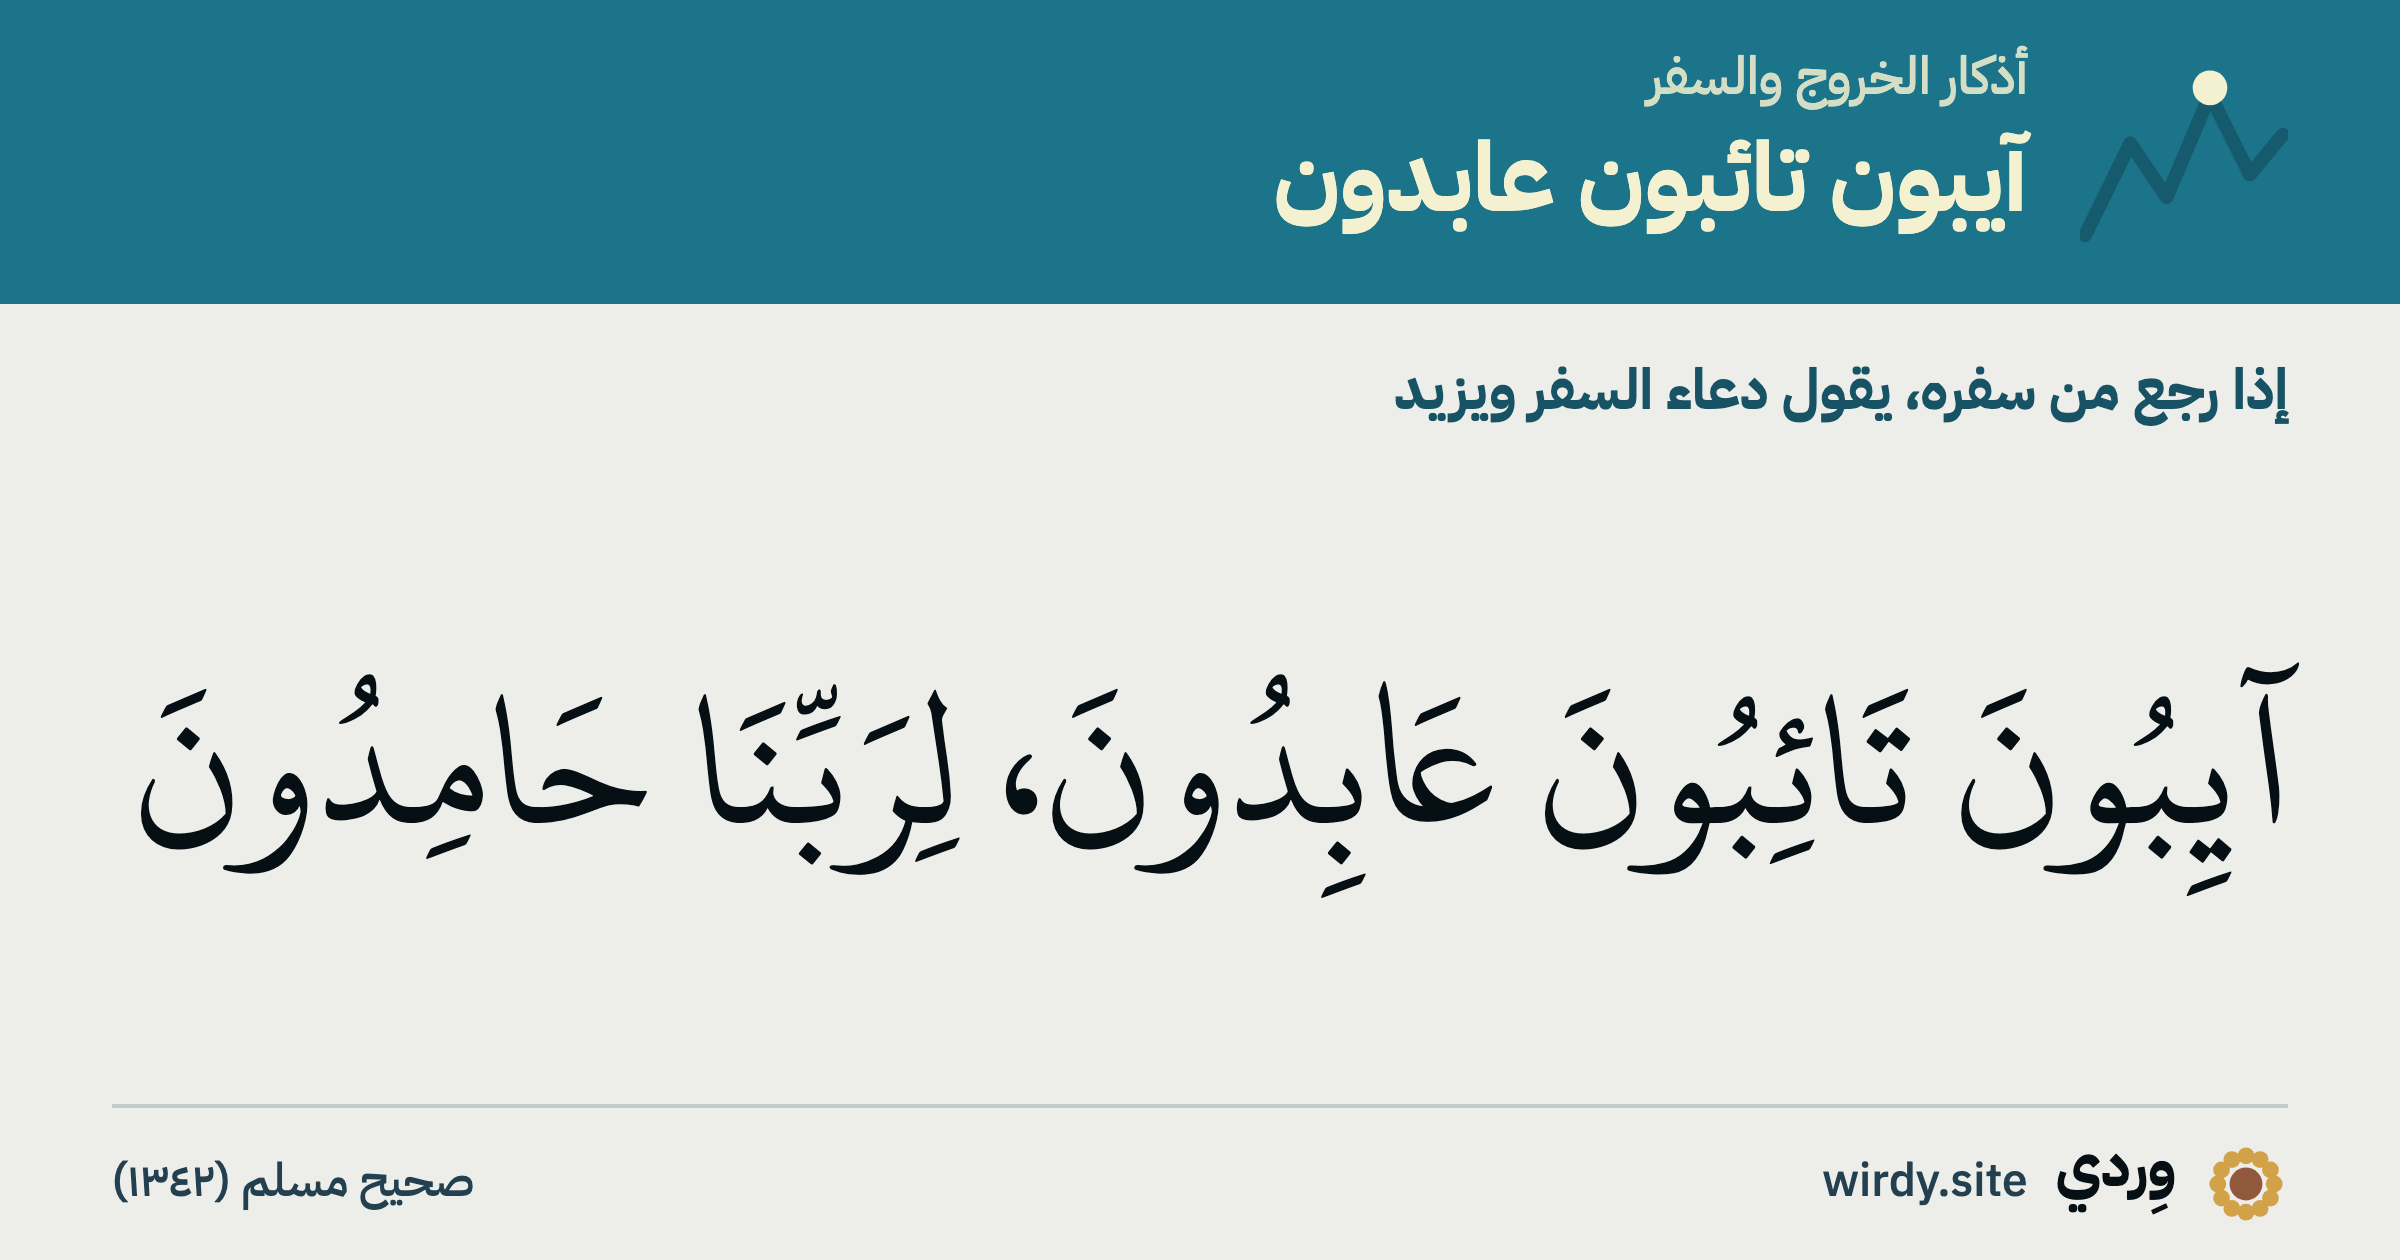 أذكار الخروج والسفر
آيبون تائبون عابدون
إذا رجع من سفره، يقول دعاء السفر ويزيد
آيِبُونَ تَائِبُونَ عَابِدُونَ، لِرَبِّنَا حَامِدُونَ
وِردي wirdy.site
صحيح مسلم (١٣٤٢)